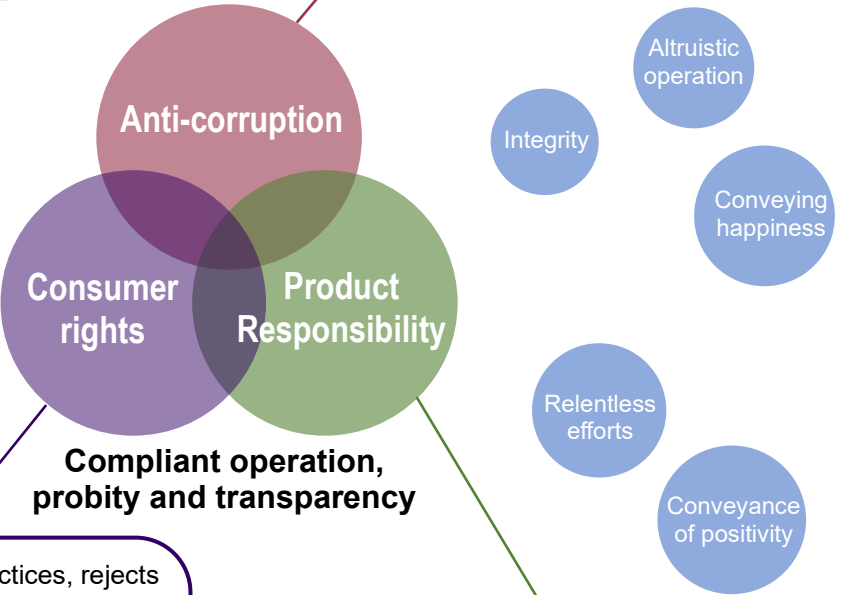 Anti-corruption
Consumer
rights
Product
Responsibility
Compliant operation,
probity and transparency
rejects
Altruistic
operation
Integrity
Conveying
happiness
Relentless
efforts
Conveyance
of positivity